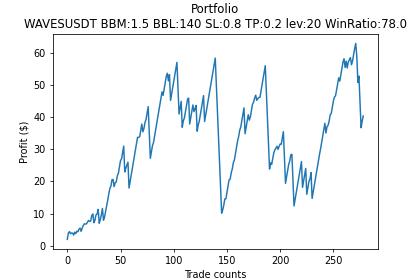 Portfolio
WAVESUSDT BBM:1.5 BBL:140 SL:0.8 TP:0.2 lev:20 WinRatio:78.0
Profit ($)
60
50
40
30
20
10
0
0 50 100 150 200 250
Trade counts